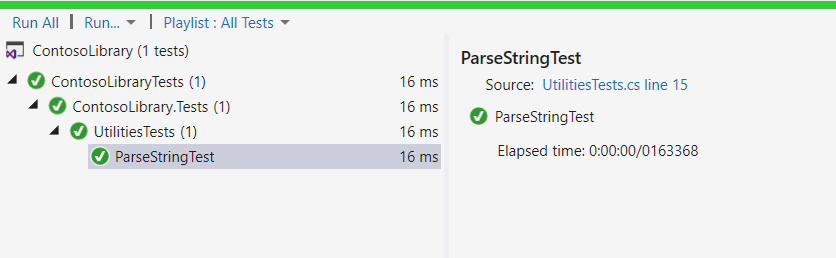 Run All | Run... | Playlist : All Tests
ContosoLibrary (1 tests)
ContosoLibraryTests (1) 16 ms
ContosoLibrary.Tests (1) 16 ms
UtilitiesTests (1) 16 ms
ParseStringTest 16 ms
ParseStringTest
Source: UtilitiesTests.cs line 15
ParseStringTest
Elapsed time: 0:00:00/0163368